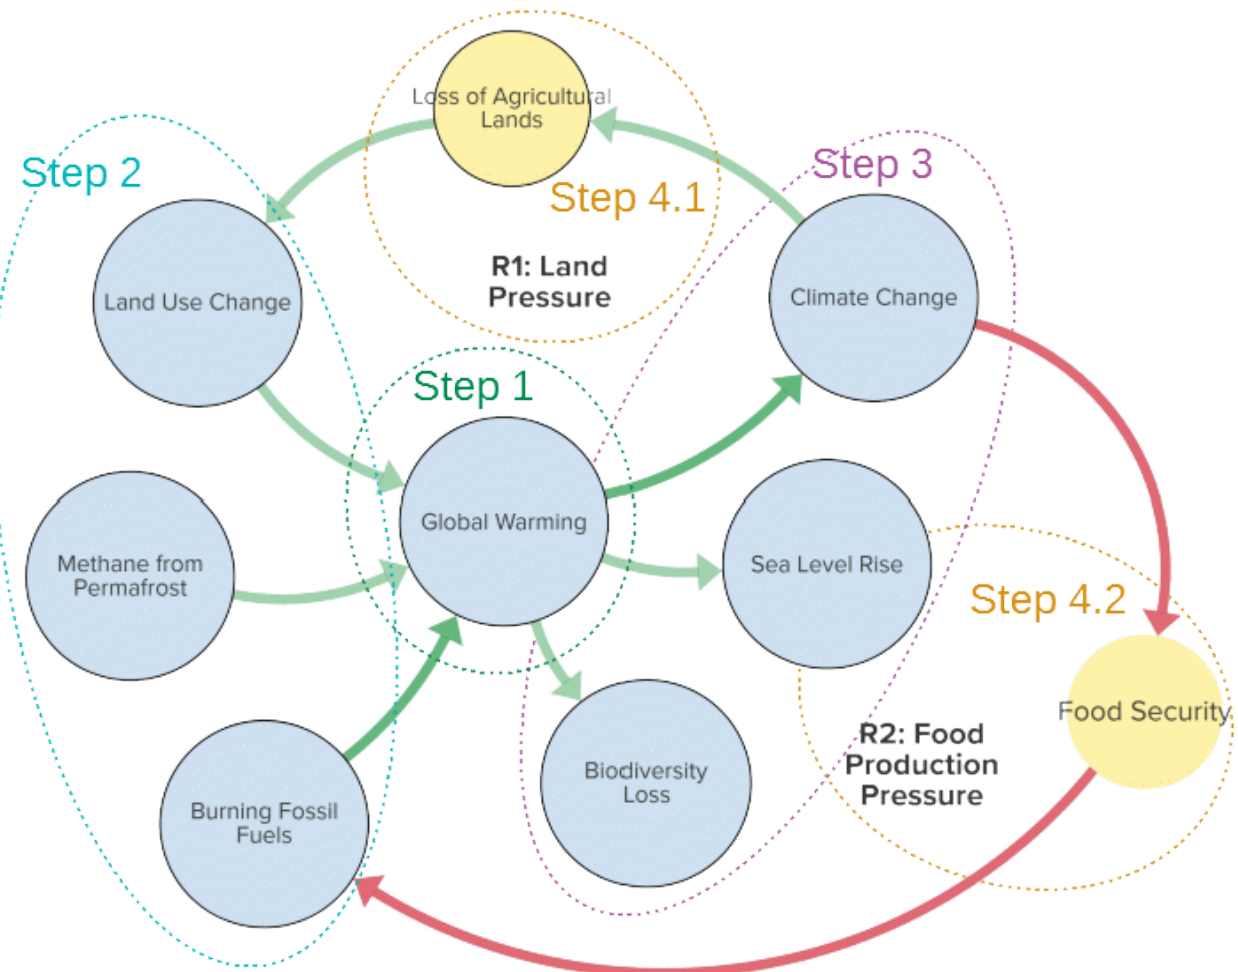 Loss of Agricultural
Lands
Step 2
Step 3
Step 4.1
R1: Land
Pressure
Land Use Change
Climate Change
Step 1
Global Warming
Methane from
Permafrost
Sea Level Rise
Step 4.2
Food Security
R2: Food
Production
Pressure
Biodiversity
Loss
Burning Fossil
Fuels